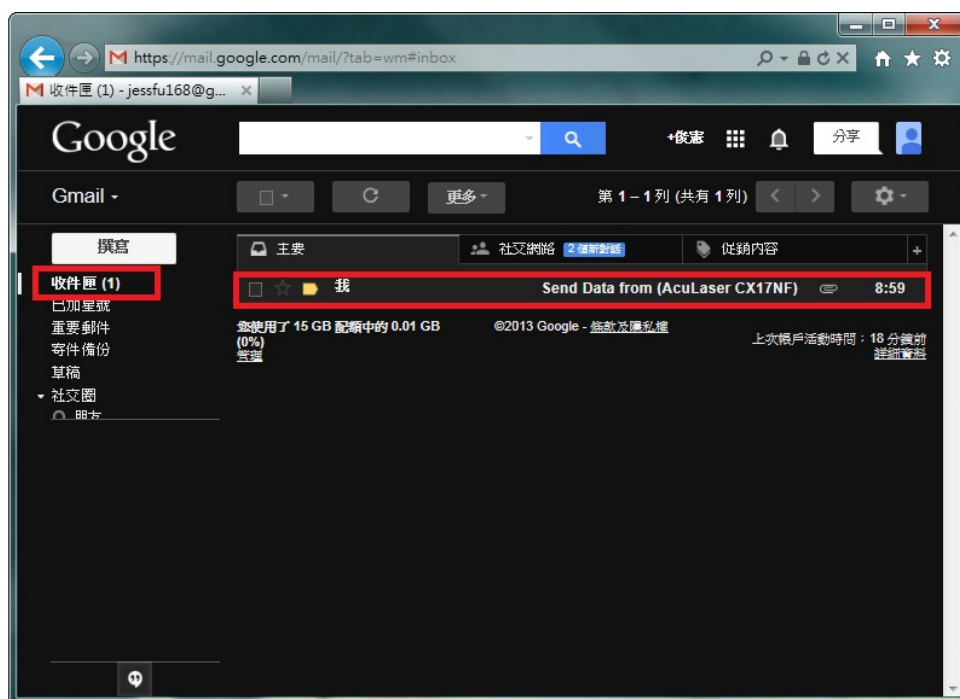 https://mail.google.com/mail/?tab=wm#inbox
收件匣 (1) - jessfu168@g...
Google
+俊憲
分享
Gmail
更多
第 1 – 1 列 (共有 1 列)
撰寫
主要
社交網路 2 個新對話
促銷內容
收件匣 (1)
我 Send Data from (AcuLaser CX17NF) 8:59
已加星號
重要郵件
寄件備份
草稿
社交圈
朋友
您使用了 15 GB 配額中的 0.01 GB
(0%)
管理
©2013 Google - 條款及隱私權
上次帳戶活動時間：18 分鐘前
詳細資料